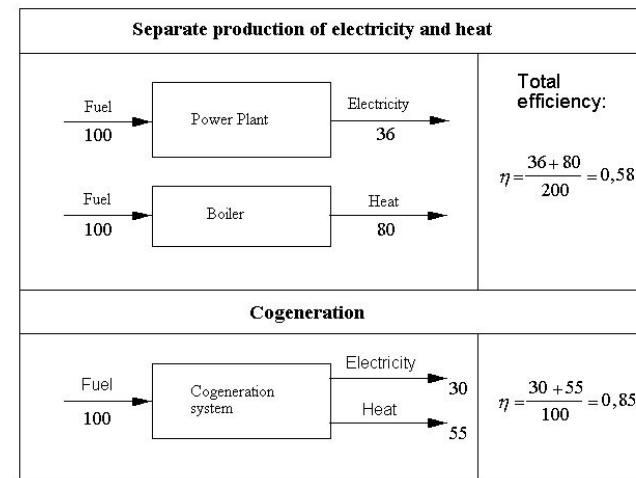 Separate production of electricity and heat
Fuel
100
Power Plant
Electricity
36
Fuel
100
Boiler
Heat
80
Total
efficiency:
η = (36 + 80) / 200 = 0,58
Cogeneration
Fuel
100
Cogeneration
system
Electricity
30
Heat
55
η = (30 + 55) / 100 = 0,85